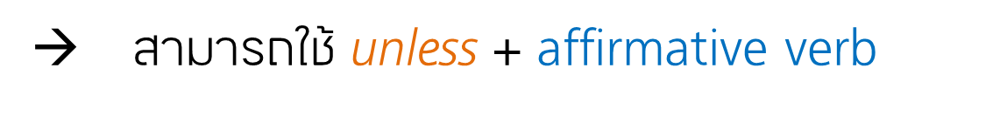 → สามารถใช้ unless + affirmative verb